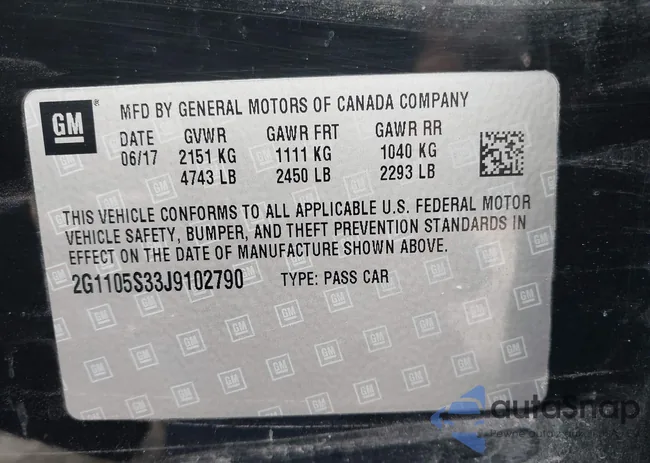 GM
MFD BY GENERAL MOTORS OF CANADA COMPANY
DATE GVWR GAWR FRT GAWR RR
06/17 2151 KG 1111 KG 1040 KG
4743 LB 2450 LB 2293 LB
THIS VEHICLE CONFORMS TO ALL APPLICABLE U.S. FEDERAL MOTOR
VEHICLE SAFETY, BUMPER, AND THEFT PREVENTION STANDARDS IN
EFFECT ON THE DATE OF MANUFACTURE SHOWN ABOVE.
2G1105S33J9102790 TYPE: PASS CAR
autoSnap
Pewne auto z